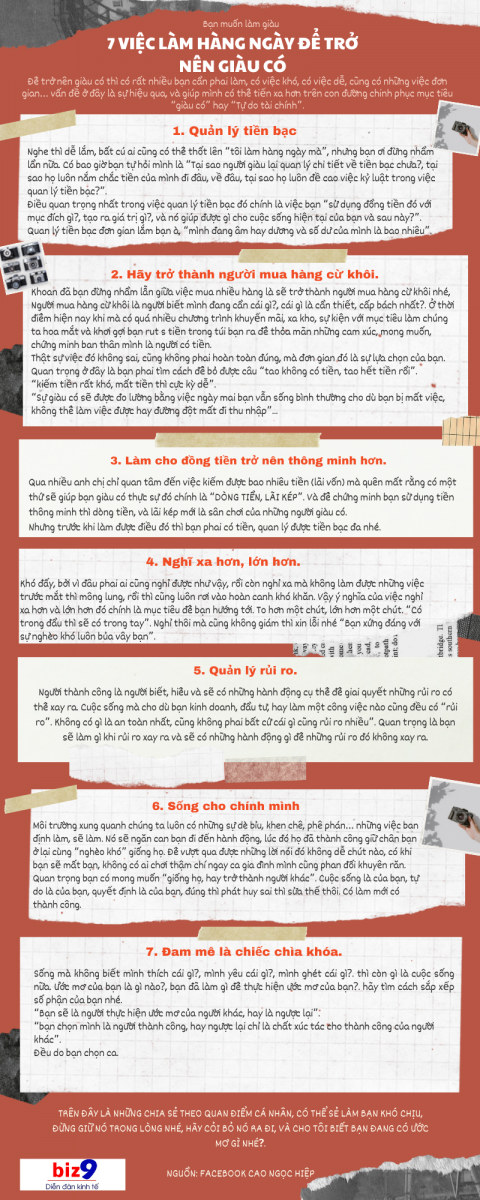 Bạn muốn làm giàu
7 VIỆC LÀM HÀNG NGÀY ĐỂ TRỞ
NÊN GIÀU CÓ
Để trở nên giàu có thì có rất nhiều bạn cần phải làm, có việc khó, có việc dễ, cũng có những việc đơn
giản... vấn đề ở đây là sự hiệu quả, và giúp mình có thể tiến xa hơn trên con đường chinh phục mục tiêu
“giàu có” hay “Tự do tài chính”.
1. Quản lý tiền bạc
Nghe thì dễ lắm, bất cứ ai cũng có thể thốt lên “tôi làm hàng ngày mà”, nhưng bạn ơi đừng nhầm
lẫn nữa. Có bao giờ bạn tự hỏi mình là “Tại sao người giàu lại quản lý chi tiết về tiền bạc chưa?, tại
sao họ luôn nắm chắc tiền của mình đi đâu, về đâu, tại sao họ luôn đề cao việc kỷ luật trong việc
quản lý tiền bạc?”.
Điều quan trọng nhất trong việc quản lý tiền bạc đó chính là việc bạn “sử dụng đồng tiền đó với
mục đích gì?, tạo ra giá trị gì?, và nó giúp được gì cho cuộc sống hiện tại của bạn và sau này?”.
Quản lý tiền bạc đơn giản lắm bạn à, “mình đang âm hay dương và số dư của mình là bao nhiêu”.
2. Hãy trở thành người mua hàng cừ khôi.
Khoan đã bạn đừng nhầm lẫn giữa việc mua nhiều hàng là sẽ trở thành người mua hàng cừ khôi nhé,
Người mua hàng cừ khôi là người biết mình đang cần cái gì?, cái gì là cần thiết, cấp bách nhất?. Ở thời
điểm hiện nay khi mà có quá nhiều chương trình khuyến mãi, xả kho, sự kiện với mục tiêu làm chúng
ta hoa mắt và khơi gợi bạn rút s tiền trong túi bạn ra để thỏa mãn những cảm xúc, mong muốn,
chứng minh bản thân mình là người có tiền.
Thật sự việc đó không sai, cũng không phải hoàn toàn đúng, mà đơn giản đó là sự lựa chọn của bạn.
Quan trọng ở đây là bạn phải tìm cách để bỏ được câu “tao không có tiền, tao hết tiền rồi”.
“kiếm tiền rất khó, mất tiền thì cực kỳ dễ”.
“Sự giàu có sẽ được đo lường bằng việc ngày mai bạn vẫn sống bình thường cho dù bạn bị mất việc,
không thể làm việc được hay đường đột mất đi thu nhập”...
3. Làm cho đồng tiền trở nên thông minh hơn.
Qua nhiều anh chị chỉ quan tâm đến việc kiếm được bao nhiêu tiền (lãi vốn) mà quên mất rằng có một
thứ sẽ giúp bạn giàu có thực sự đó chính là “DÒNG TIỀN, LÃI KÉP”. Và để chứng minh bạn sử dụng tiền
thông minh thì dòng tiền, và lãi kép mới là sân chơi của những người giàu có.
Nhưng trước khi làm được điều đó thì bạn phải có tiền, quản lý được tiền bạc đã nhé.
4. Nghĩ xa hơn, lớn hơn.
Khó đấy, bởi vì đâu phải ai cũng nghĩ được như vậy, rồi còn nghĩ xa mà không làm được những việc
trước mắt thì mông lung, rồi thì cũng luôn rơi vào hoàn cảnh khó khăn. Vậy ý nghĩa của việc nghĩ
xa hơn và lớn hơn đó chính là mục tiêu để bạn hướng tới. To hơn một chút, lớn hơn một chút. “Có
trong đầu thì sẽ có trong tay”. Nghĩ thôi mà cũng không dám thì xin lỗi nhé “Bạn xứng đáng với
sự nghèo khó luôn bủa vây bạn”.
5. Quản lý rủi ro.
Người thành công là người biết, hiểu và sẽ có những hành động cụ thể để giải quyết những rủi ro có
thể xảy ra. Cuộc sống mà cho dù bạn kinh doanh, đầu tư, hay làm một công việc nào cũng đều có “rủi
ro”. Không có gì là an toàn nhất, cũng không phải bất cứ cái gì cũng rủi ro nhiều”. Quan trọng là bạn
sẽ làm gì khi rủi ro xảy ra và sẽ có những hành động gì để những rủi ro đó không xảy ra.
6. Sống cho chính mình
Môi trường xung quanh chúng ta luôn có những sự dè bỉu, khen chê, phê phán... những việc bạn
định làm, sẽ làm. Nó sẽ ngăn cản bạn đi đến hành động, lúc đó họ đã thành công giữ chân bạn
ở lại cùng “nghèo khó” giống họ. Để vượt qua được những lời nói đó không dễ chút nào, có khi
bạn sẽ mất bạn, không có ai chơi thậm chí ngay cả gia đình mình cũng phản đối khuyên răn.
Quan trọng bạn có mong muốn “giống họ, hay trở thành người khác”. Cuộc sống là của bạn, tự
do là của bạn, quyết định là của bạn, đúng thì phát huy sai thì sửa thế thôi. Có làm mới có
thành công.
7. Đam mê là chiếc chìa khóa.
Sống mà không biết mình thích cái gì?, mình yêu cái gì?, mình ghét cái gì?. thì còn gì là cuộc sống
nữa. ước mơ của bạn là gì nào?, bạn đã làm gì để thực hiện ước mơ của bạn?. hãy tìm cách sắp xếp
số phận của bạn nhé.
“Bạn sẽ là người thực hiện ước mơ của người khác, hay là ngược lại”:
“bạn chọn mình là người thành công, hay ngược lại chỉ là chất xúc tác cho thành công của người
khác”.
Đều do bạn chọn cả.
TRÊN ĐÂY LÀ NHỮNG CHIA SẺ THEO QUAN ĐIỂM CÁ NHÂN, CÓ THỂ SẼ LÀM BẠN KHÓ CHỊU,
ĐỪNG GIỮ NÓ TRONG LÒNG NHÉ, HÃY CỞI BỎ NÓ RA ĐI, VÀ CHO TÔI BIẾT BẠN ĐANG CÓ ƯỚC
MƠ GÌ NHÉ?.
biz9
Diễn đàn kinh tế
NGUỒN: FACEBOOK CAO NGỌC HIỆP